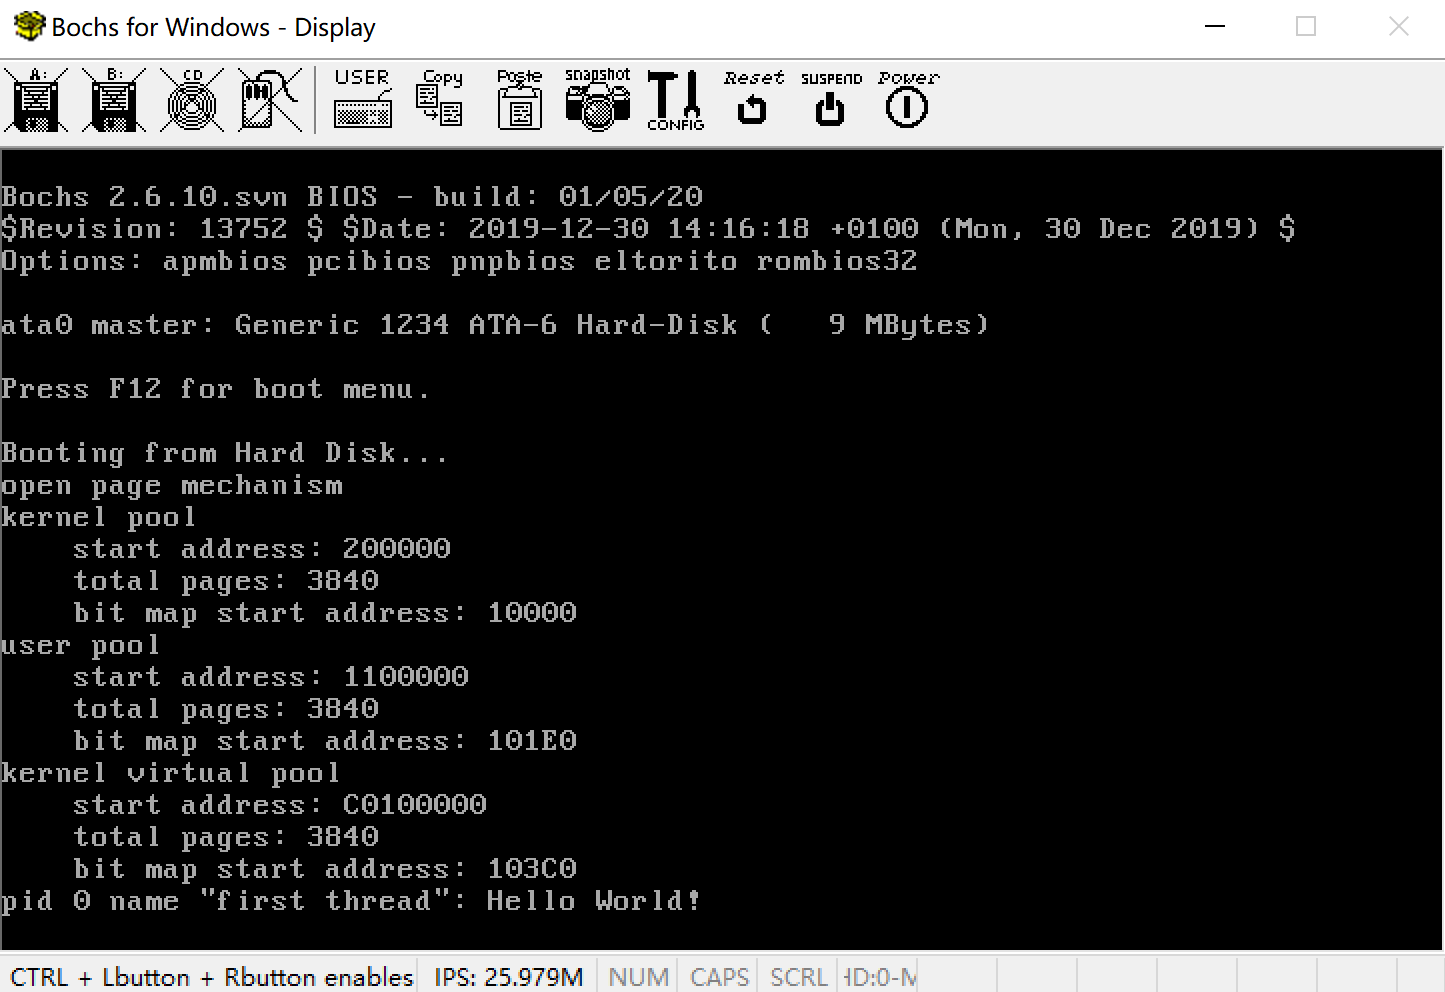 Bochs for Windows - Display
A: B: CD USER Copy Paste snapshot CONFIG Reset SUSPEND Power
Bochs 2.6.10.svn BIOS - build: 01/05/20
$Revision: 13752 $ $Date: 2019-12-30 14:16:18 +0100 (Mon, 30 Dec 2019) $
Options: apmbios pcibios pnpbios eltorito rombios32
ata0 master: Generic 1234 ATA-6 Hard-Disk (   9 MBytes)
Press F12 for boot menu.
Booting from Hard Disk...
open page mechanism
kernel pool
    start address: 200000
    total pages: 3840
    bit map start address: 10000
user pool
    start address: 1100000
    total pages: 3840
    bit map start address: 101E0
kernel virtual pool
    start address: C0100000
    total pages: 3840
    bit map start address: 103C0
pid 0 name "first thread": Hello World!
CTRL + Lbutton + Rbutton enables IPS: 25.979M NUM CAPS SCRL HD:0-M